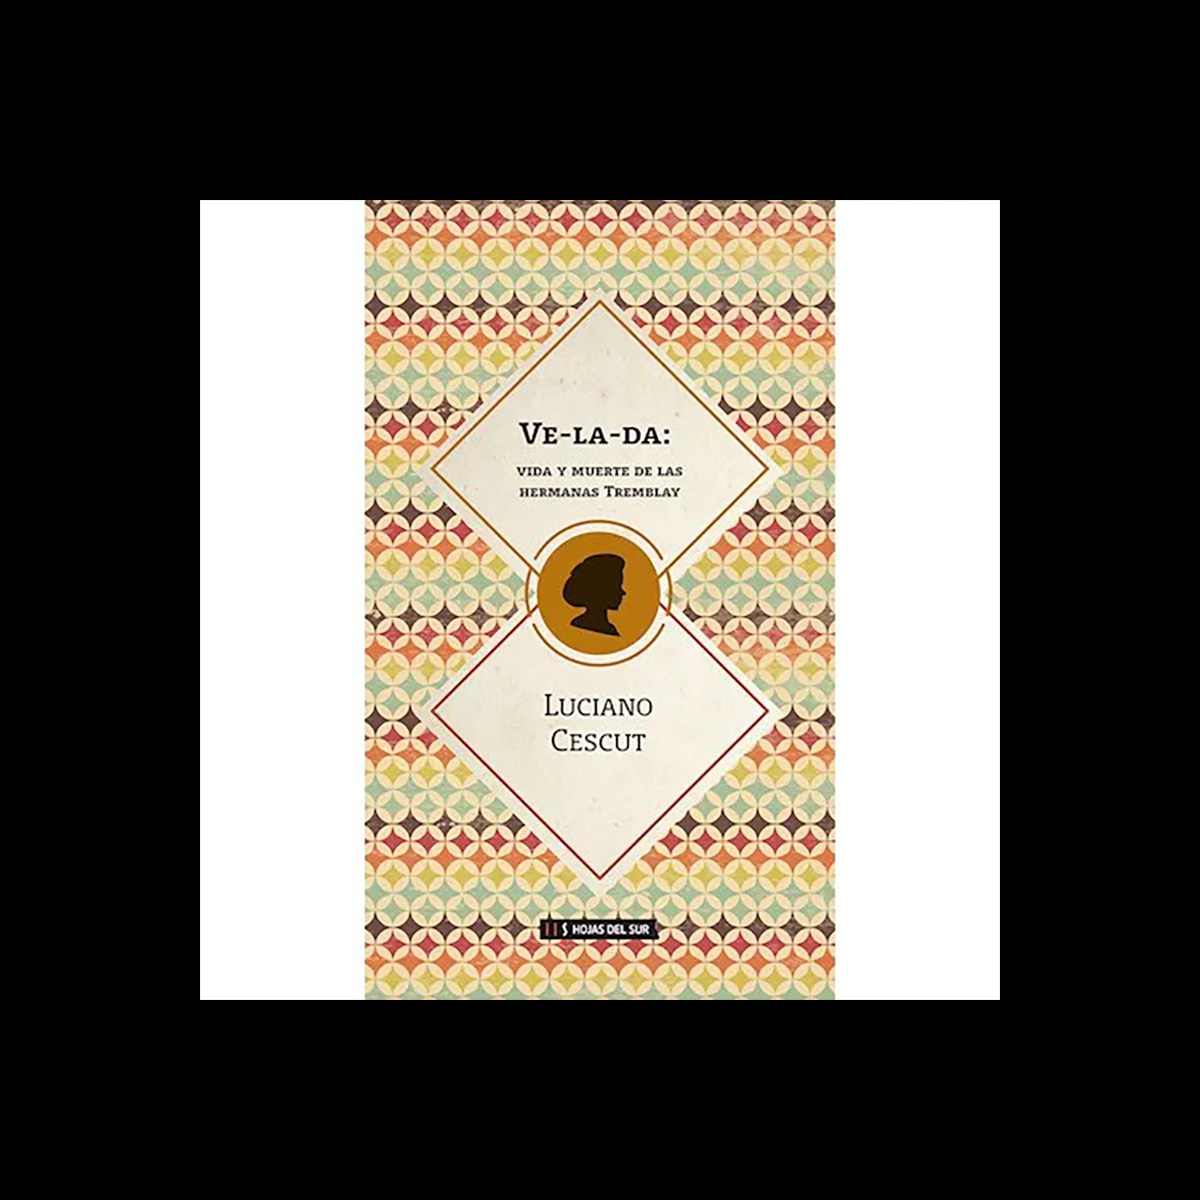 Ve-la-da:
vida y muerte de las
hermanas Tremblay
Luciano
Cescut
HS HOJAS DEL SUR